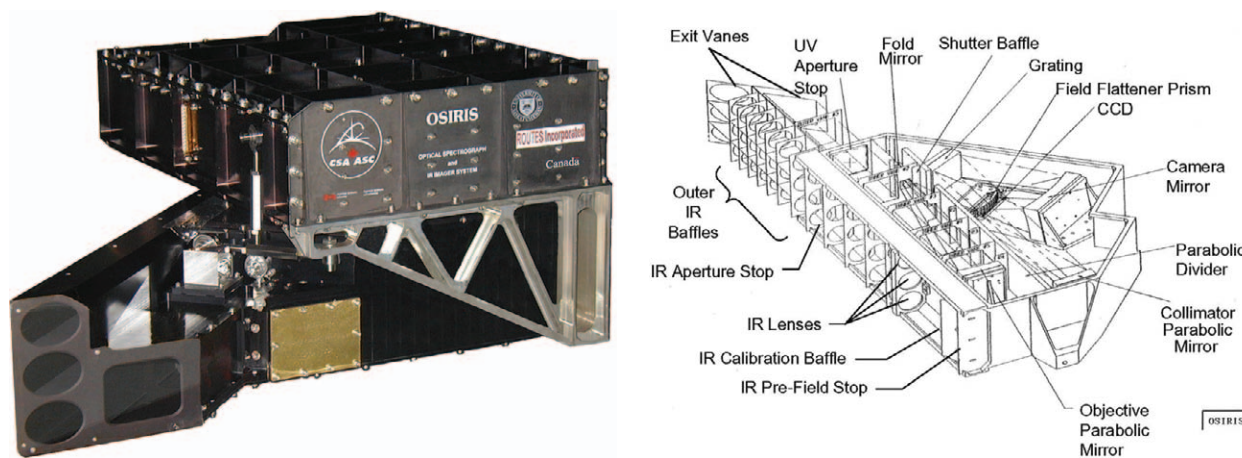 CSA ASC
OSIRIS
OPTICAL SPECTROGRAPH
and
IR IMAGER SYSTEM
ROUTES Incorporated
Canada
Exit Vanes
UV
Aperture
Stop
Fold
Mirror
Shutter Baffle
Grating
Field Flattener Prism
CCD
Camera
Mirror
Outer
IR
Baffles
IR Aperture Stop
Parabolic
Divider
IR Lenses
Collimator
Parabolic
Mirror
IR Calibration Baffle
IR Pre-Field Stop
Objective
Parabolic
Mirror
OSIRIS